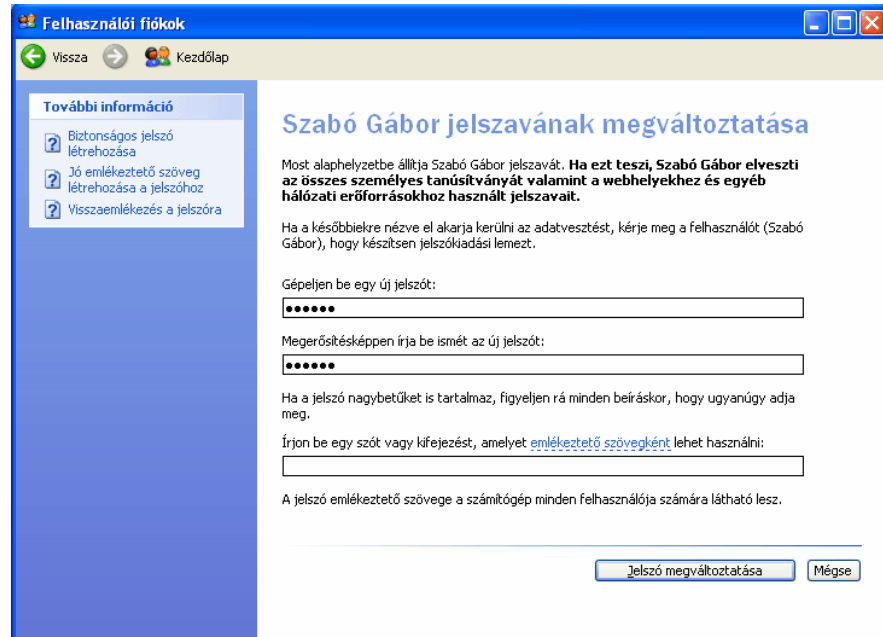 Felhasználói fiókok
Vissza Kezdőlap
További információ
Biztonságos jelszó
létrehozása
Jó emlékeztető szöveg
létrehozása a jelszóhoz
Visszaemlékezés a jelszóra
Szabó Gábor jelszavának megváltoztatása
Most alaphelyzetbe állítja Szabó Gábor jelszavát. Ha ezt teszi, Szabó Gábor elveszti
az összes személyes tanúsítványát valamint a webhelyekhez és egyéb
hálózati erőforrásokhoz használt jelszavait.
Ha a későbbiekre nézve el akarja kerülni az adatvesztést, kérje meg a felhasználót (Szabó
Gábor), hogy készítsen jelszókiadási lemezt.
Gépeljen be egy új jelszót:
●●●●●●
Megerősítésképpen írja be ismét az új jelszót:
●●●●●●
Ha a jelszó nagybetűket is tartalmaz, figyeljen rá minden beíráskor, hogy ugyanúgy adja
meg.
Írjon be egy szót vagy kifejezést, amelyet emlékeztető szövegként lehet használni:
A jelszó emlékeztető szövege a számítógép minden felhasználója számára látható lesz.
Jelszó megváltoztatása Mégse